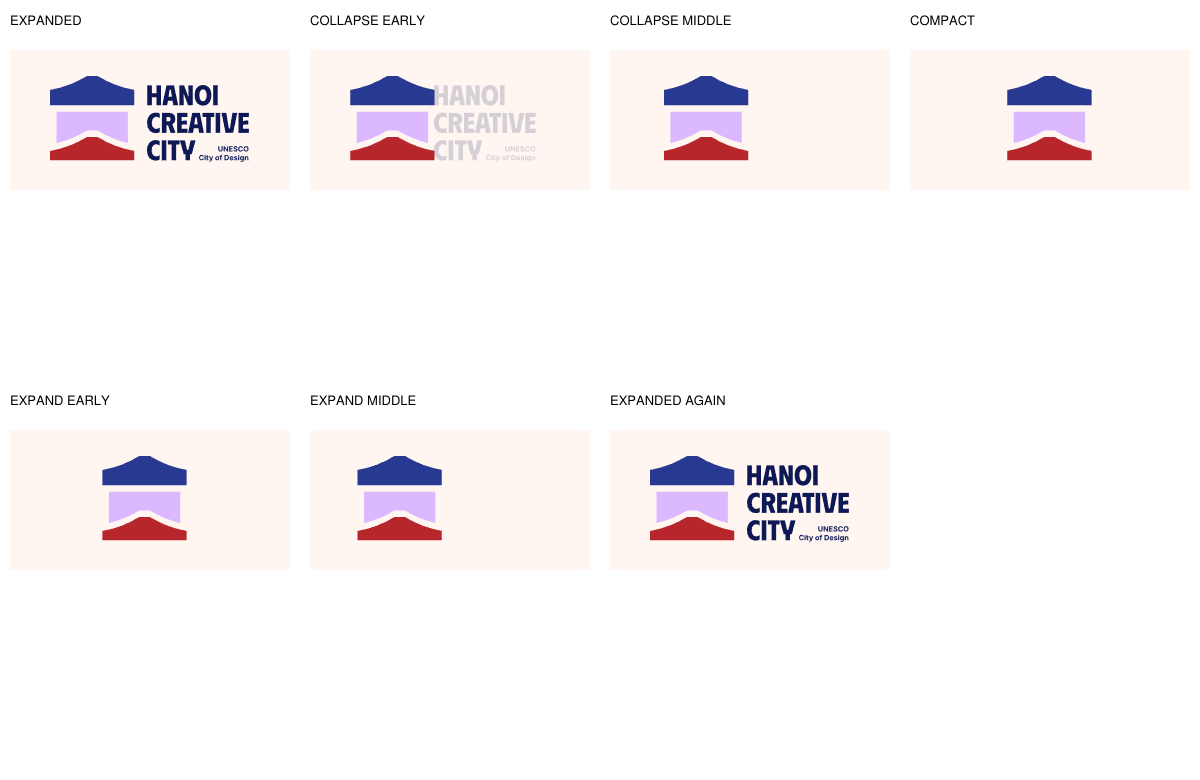 EXPANDED
COLLAPSE EARLY
COLLAPSE MIDDLE
COMPACT
HANOI
CREATIVE
CITY
UNESCO
City of Design
HANOI
CREATIVE
CITY
UNESCO
City of Design
EXPAND EARLY
EXPAND MIDDLE
EXPANDED AGAIN
HANOI
CREATIVE
CITY
UNESCO
City of Design